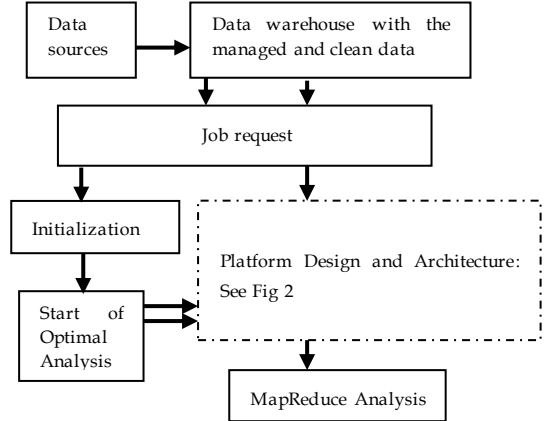 Data
sources
Data warehouse with the
managed and clean data
Job request
Initialization
Platform Design and Architecture:
See Fig 2
Start of
Optimal
Analysis
MapReduce Analysis